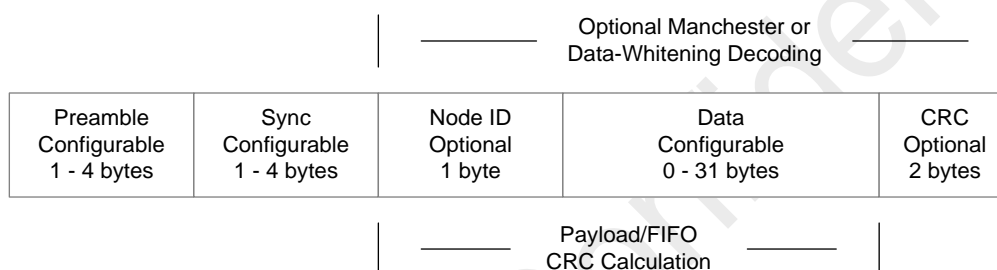 Optional Manchester or
Data-Whitening Decoding
Preamble
Configurable
1 - 4 bytes
Sync
Configurable
1 - 4 bytes
Node ID
Optional
1 byte
Data
Configurable
0 - 31 bytes
CRC
Optional
2 bytes
Payload/FIFO
CRC Calculation